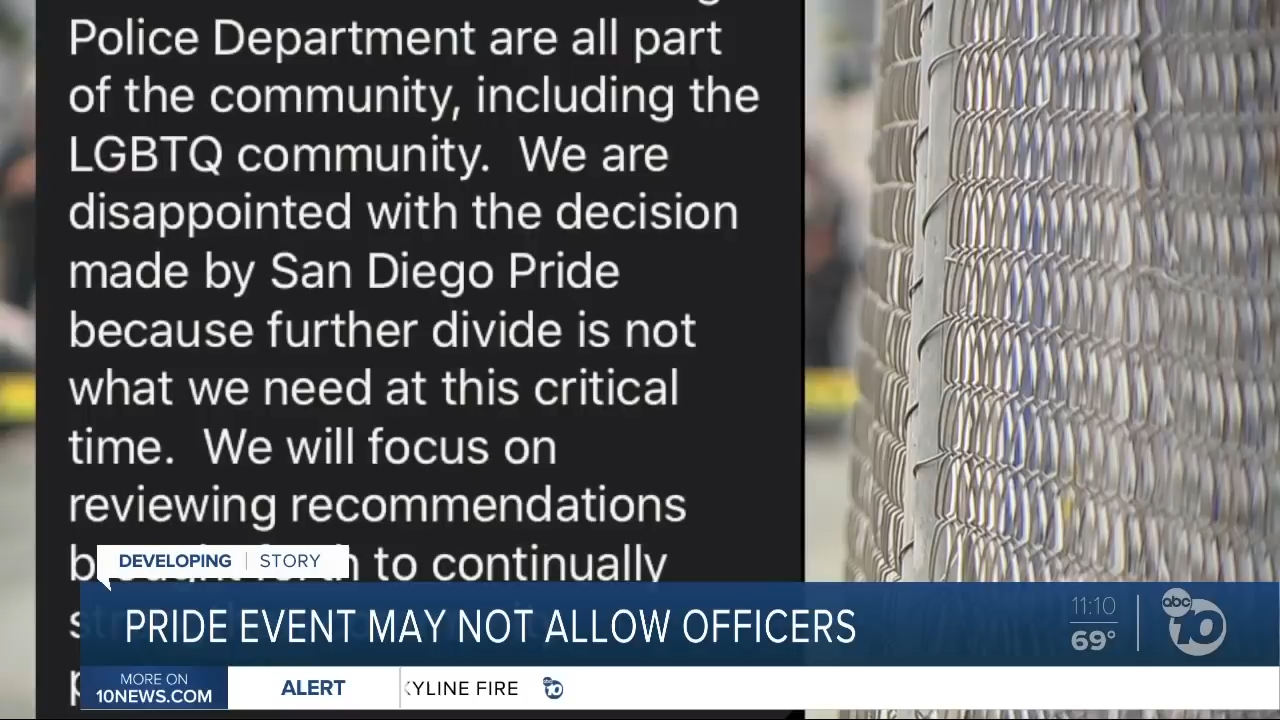 Police Department are all part
of the community, including the
LGBTQ community.  We are
disappointed with the decision
made by San Diego Pride
because further divide is not
what we need at this critical
time.  We will focus on
reviewing recommendations
to continually
DEVELOPING | STORY
PRIDE EVENT MAY NOT ALLOW OFFICERS
11:10
69°
abc 10
MORE ON
10NEWS.COM
ALERT
YLINE FIRE
abc 10